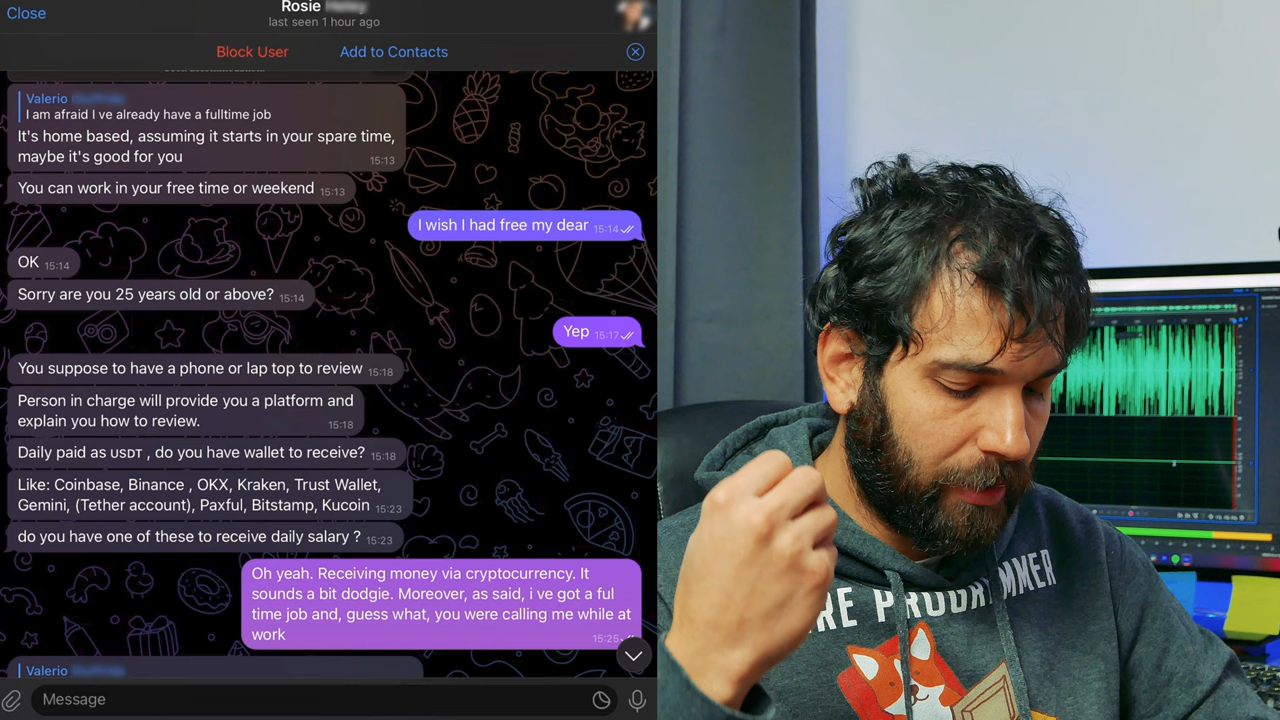 Close
Rosie
last seen 1 hour ago
Block User
Add to Contacts
Valerio
I am afraid I ve already have a fulltime job
It's home based, assuming it starts in your spare time,
maybe it's good for you
15:13
You can work in your free time or weekend 15:13
I wish I had free my dear 15:14
OK 15:14
Sorry are you 25 years old or above? 15:14
Yep 15:17
You suppose to have a phone or lap top to review 15:18
Person in charge will provide you a platform and
explain you how to review.
15:18
Daily paid as USDT , do you have wallet to receive? 15:18
Like: Coinbase, Binance , OKX, Kraken, Trust Wallet,
Gemini, (Tether account), Paxful, Bitstamp, Kucoin 15:23
do you have one of these to receive daily salary ? 15:23
Oh yeah. Receiving money via cryptocurrency. It
sounds a bit dodgie. Moreover, as said, i ve got a ful
time job and, guess what, you were calling me while at
work
15:25
Valerio
Message